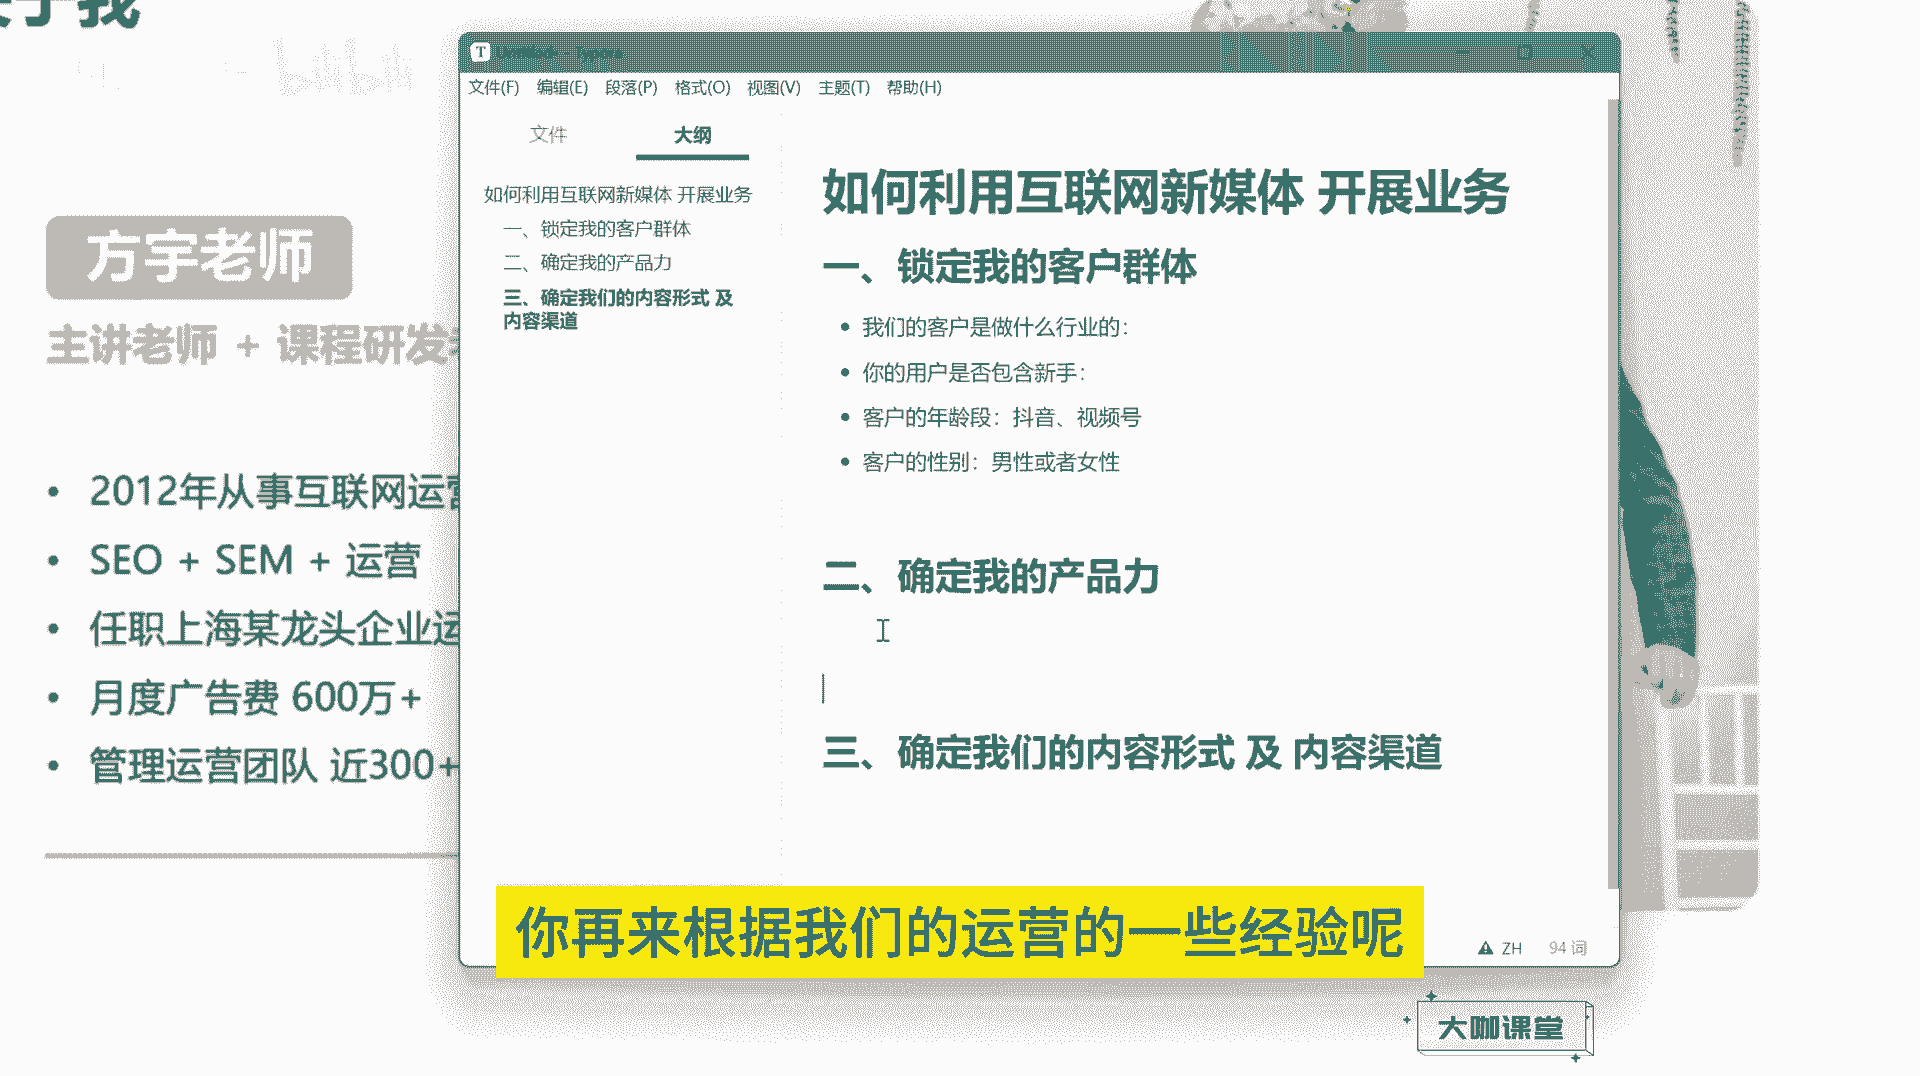 T
文件(F) 编辑(E) 段落(P) 格式(O) 视图(V) 主题(T) 帮助(H)
文件 大纲
如何利用互联网新媒体 开展业务
一、锁定我的客户群体
二、确定我的产品力
三、确定我们的内容形式 及
内容渠道
如何利用互联网新媒体 开展业务
一、锁定我的客户群体
• 我们的客户是做什么行业的：
• 你的用户是否包含新手：
• 客户的年龄段：抖音、视频号
• 客户的性别：男性或者女性
二、确定我的产品力
三、确定我们的内容形式 及 内容渠道
ZH 94 词
方宇老师
主讲老师 + 课程研发
• 2012年从事互联网运营
• SEO + SEM + 运营
• 任职上海某龙头企业运
• 月度广告费 600万+
• 管理运营团队 近300+
你再来根据我们的运营的一些经验呢
大咖课堂